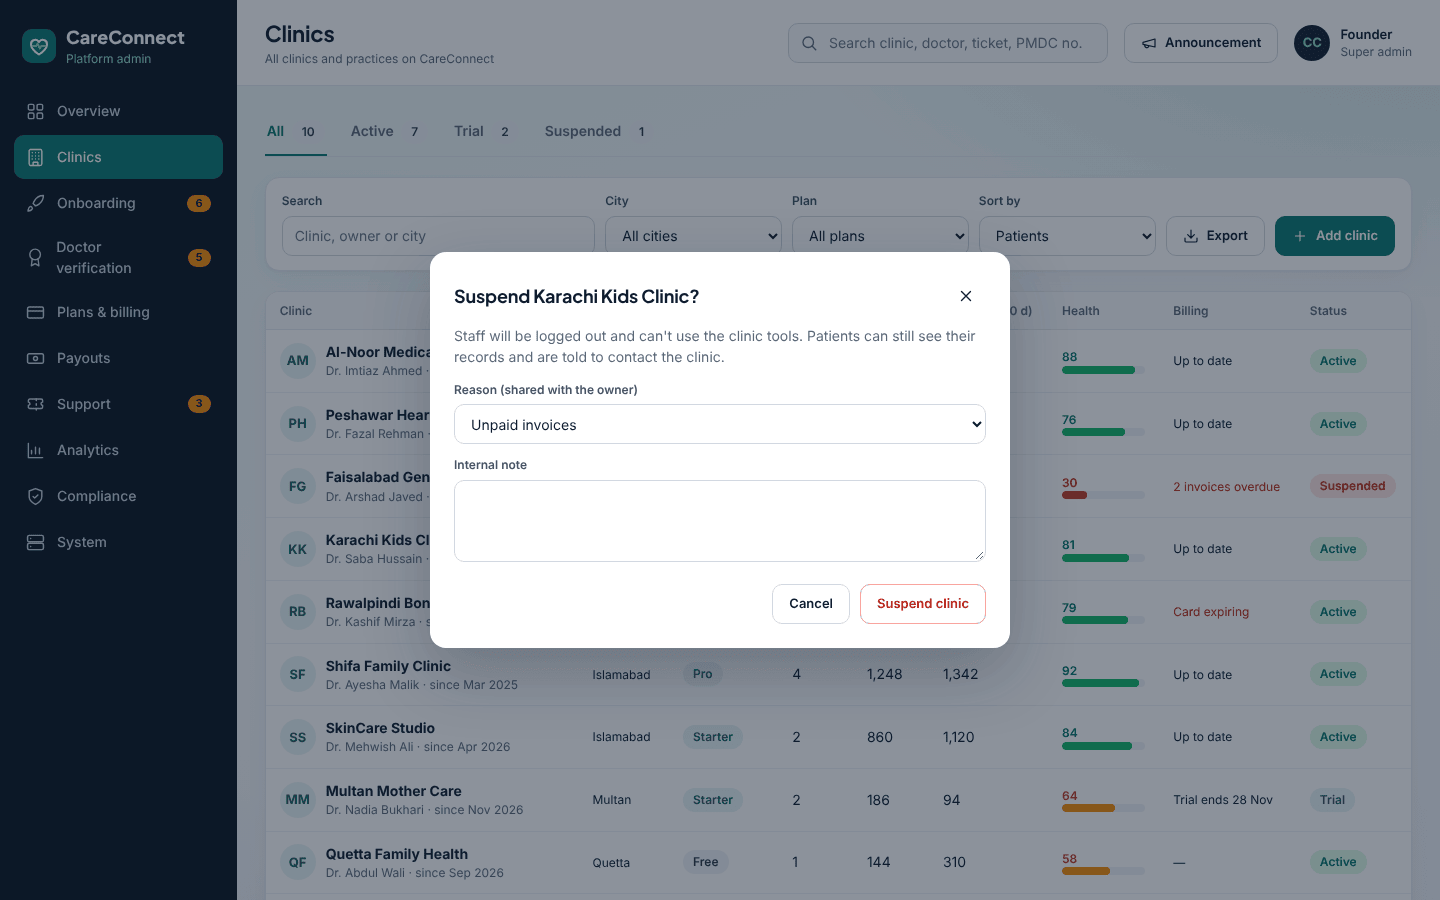 CareConnect
Platform admin
Overview
Clinics
Onboarding 6
Doctor verification 5
Plans & billing
Payouts
Support 3
Analytics
Compliance
System
Clinics
All clinics and practices on CareConnect
Search clinic, doctor, ticket, PMDC no.
Announcement
CC
Founder
Super admin
All 10
Active 7
Trial 2
Suspended 1
Search
Clinic, owner or city
City
All cities
Plan
All plans
Sort by
Patients
Export
Add clinic
Clinic
0 d)
Health
Billing
Status
AM
Al-Noor Medica
Dr. Imtiaz Ahmed ·
88
Up to date
Active
PH
Peshawar Hear
Dr. Fazal Rehman ·
76
Up to date
Active
FG
Faisalabad Gen
Dr. Arshad Javed ·
30
2 invoices overdue
Suspended
KK
Karachi Kids Cl
Dr. Saba Hussain ·
81
Up to date
Active
RB
Rawalpindi Bon
Dr. Kashif Mirza · s
79
Card expiring
Active
SF
Shifa Family Clinic
Dr. Ayesha Malik · since Mar 2025
Islamabad
Pro
4
1,248
1,342
92
Up to date
Active
SS
SkinCare Studio
Dr. Mehwish Ali · since Apr 2026
Islamabad
Starter
2
860
1,120
84
Up to date
Active
MM
Multan Mother Care
Dr. Nadia Bukhari · since Nov 2026
Multan
Starter
2
186
94
64
Trial ends 28 Nov
Trial
QF
Quetta Family Health
Dr. Abdul Wali · since Sep 2026
Quetta
Free
1
144
310
58
—
Active
Suspend Karachi Kids Clinic?
Staff will be logged out and can't use the clinic tools. Patients can still see their
records and are told to contact the clinic.
Reason (shared with the owner)
Unpaid invoices
Internal note
Cancel
Suspend clinic